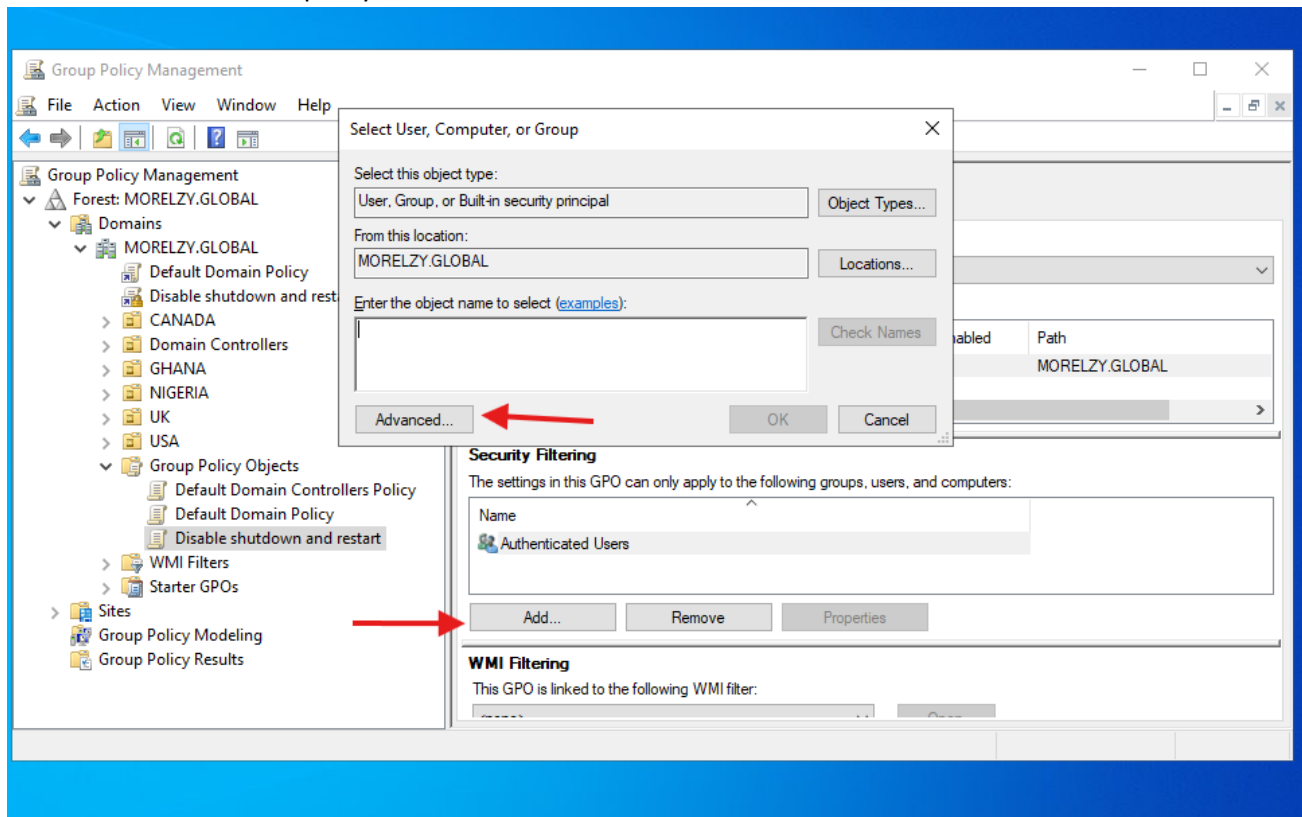 Group Policy Management
File Action View Window Help
Group Policy Management
Forest: MORELZY.GLOBAL
Domains
MORELZY.GLOBAL
Default Domain Policy
Disable shutdown and rest
CANADA
Domain Controllers
GHANA
NIGERIA
UK
USA
Group Policy Objects
Default Domain Controllers Policy
Default Domain Policy
Disable shutdown and restart
WMI Filters
Starter GPOs
Sites
Group Policy Modeling
Group Policy Results
Select User, Computer, or Group
Select this object type:
User, Group, or Built-in security principal
Object Types...
From this location:
MORELZY.GLOBAL
Locations...
Enter the object name to select (examples):
Check Names
Advanced...
OK
Cancel
Path
MORELZY.GLOBAL
Security Filtering
The settings in this GPO can only apply to the following groups, users, and computers:
Name
Authenticated Users
Add...
Remove
Properties
WMI Filtering
This GPO is linked to the following WMI filter: